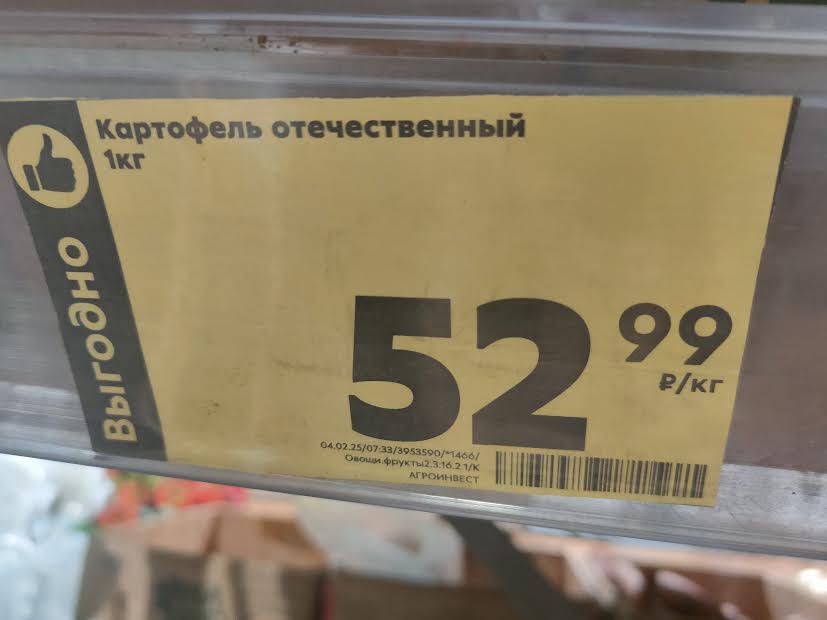 Картофель отечественный
1кг
Выгодно
52 99
₽/кг
04.02.25/07:33/3953590/*1466/
Овощи.фрукты2.3.16.2.1/К
АГРОИНВЕСТ